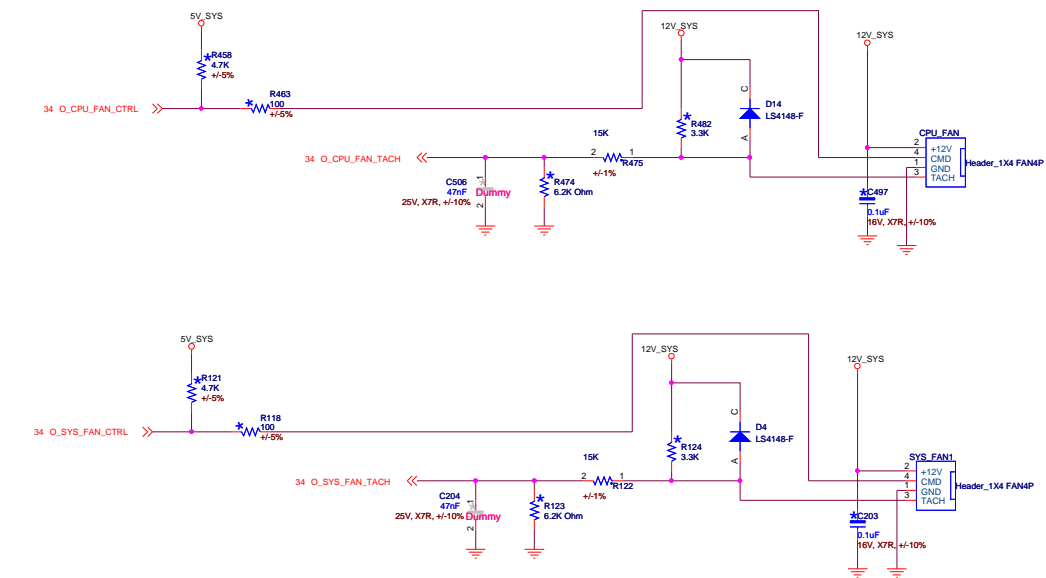 5V_SYS
R458
4.7K
+/-5%
34 O_CPU_FAN_CTRL
R463
100
+/-5%
12V_SYS
R482
3.3K
C
A
D14
LS4148-F
12V_SYS
34 O_CPU_FAN_TACH
15K
2 1
R475
+/-1%
C506
47nF
25V, X7R, +/-10%
1
2
Dummy
R474
6.2K Ohm
CPU_FAN
2 +12V
4 CMD
1 GND
3 TACH
Header_1X4 FAN4P
C497
0.1uF
16V, X7R, +/-10%
5V_SYS
R121
4.7K
+/-5%
34 O_SYS_FAN_CTRL
R118
100
+/-5%
12V_SYS
R124
3.3K
C
A
D4
LS4148-F
12V_SYS
34 O_SYS_FAN_TACH
15K
2 1
R122
+/-1%
C204
47nF
25V, X7R, +/-10%
1
2
Dummy
R123
6.2K Ohm
SYS_FAN1
2 +12V
4 CMD
1 GND
3 TACH
Header_1X4 FAN4P
C203
0.1uF
16V, X7R, +/-10%